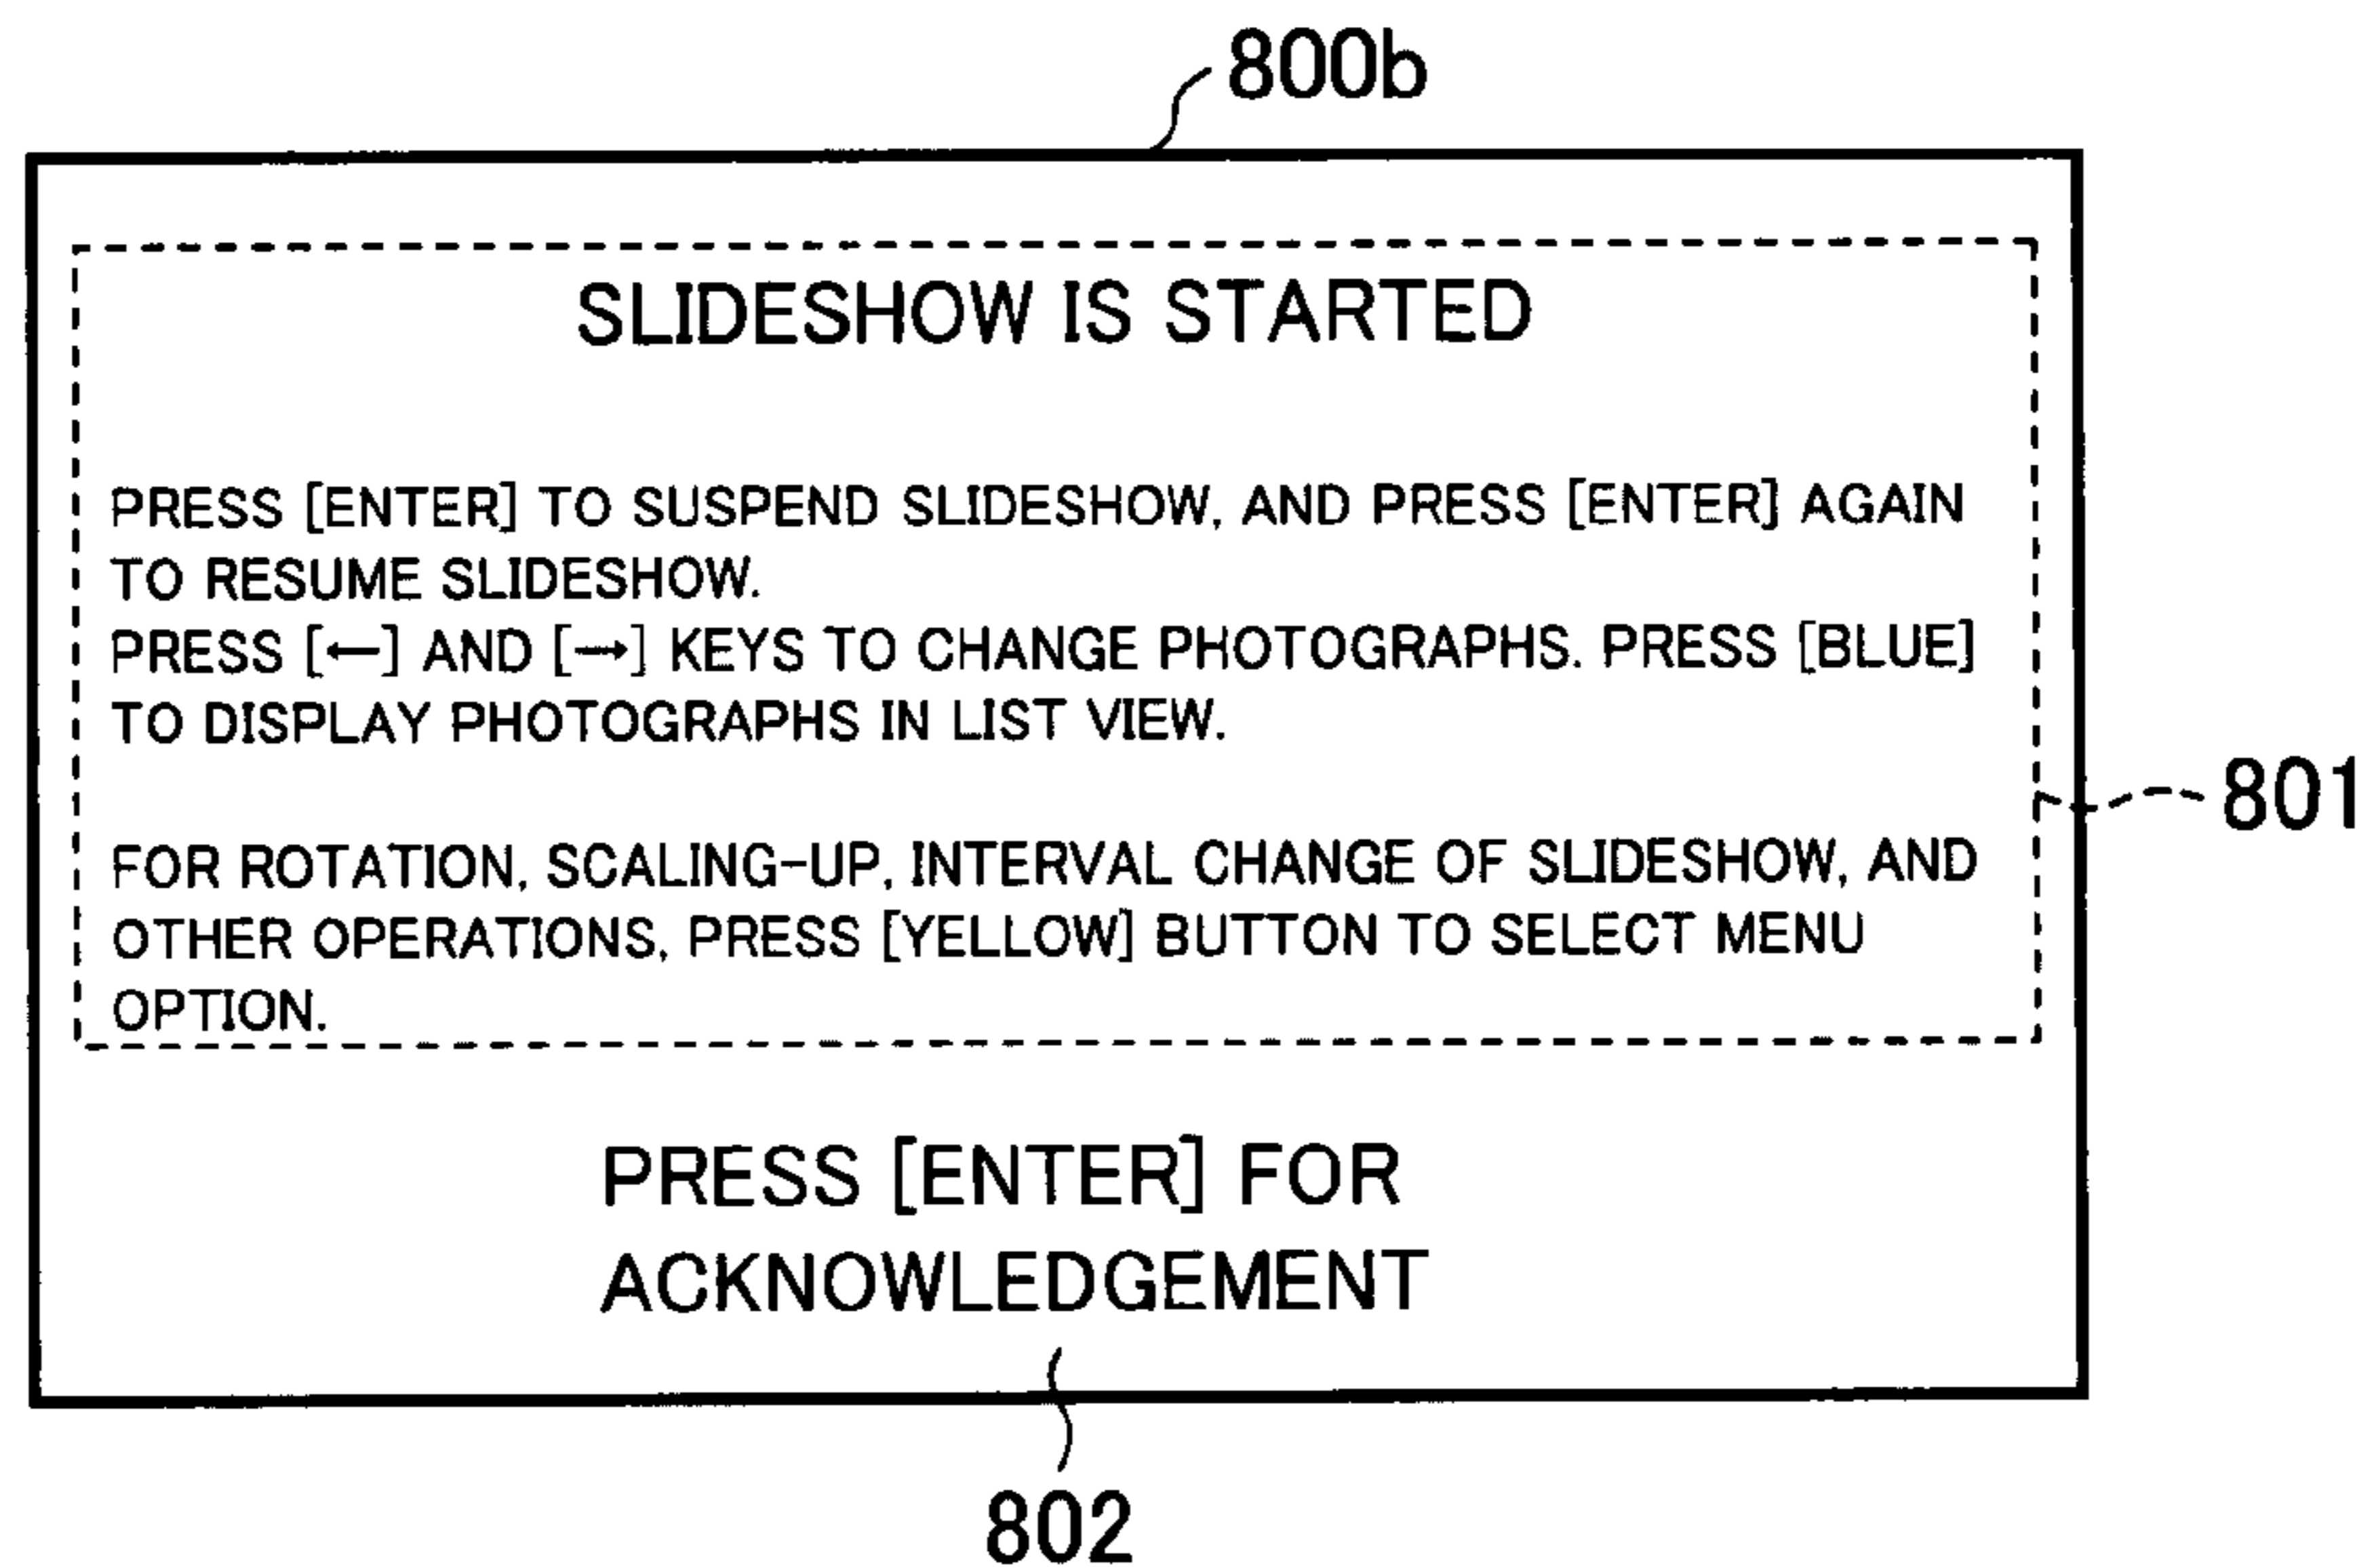 800b
SLIDESHOW IS STARTED
PRESS [ENTER] TO SUSPEND SLIDESHOW, AND PRESS [ENTER] AGAIN
TO RESUME SLIDESHOW.
PRESS [←] AND [→] KEYS TO CHANGE PHOTOGRAPHS. PRESS [BLUE]
TO DISPLAY PHOTOGRAPHS IN LIST VIEW.
801
FOR ROTATION, SCALING-UP, INTERVAL CHANGE OF SLIDESHOW, AND
OTHER OPERATIONS, PRESS [YELLOW] BUTTON TO SELECT MENU
OPTION.
PRESS [ENTER] FOR
ACKNOWLEDGEMENT
802